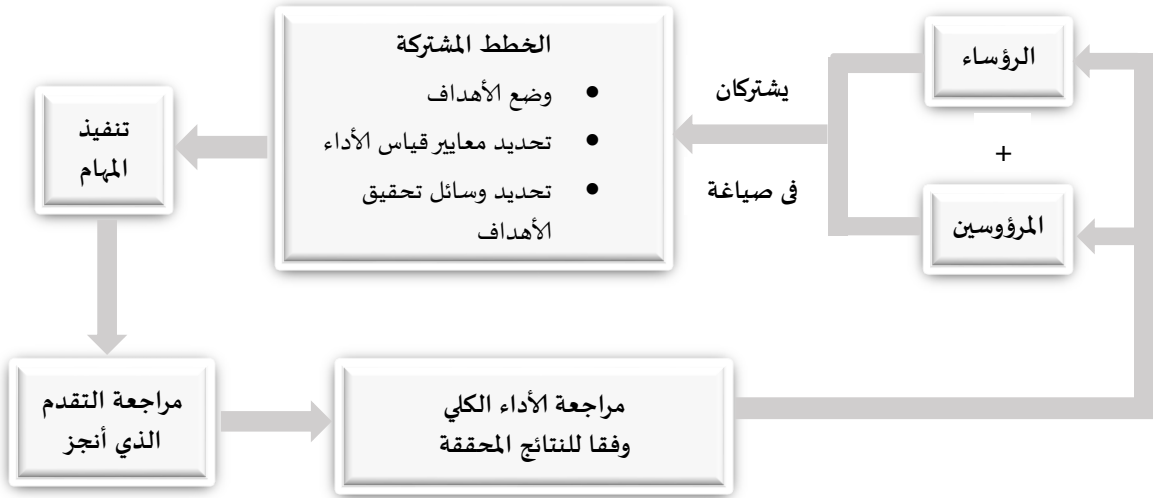 الرؤساء
+
المرؤوسين
يشتركان
فى صياغة
الخطط المشتركة
● وضع الأهداف
● تحديد معايير قياس الأداء
● تحديد وسائل تحقيق
الأهداف
تنفيذ
المهام
مراجعة التقدم
الذي أنجز
مراجعة الأداء الكلي
وفقا للنتائج المحققة